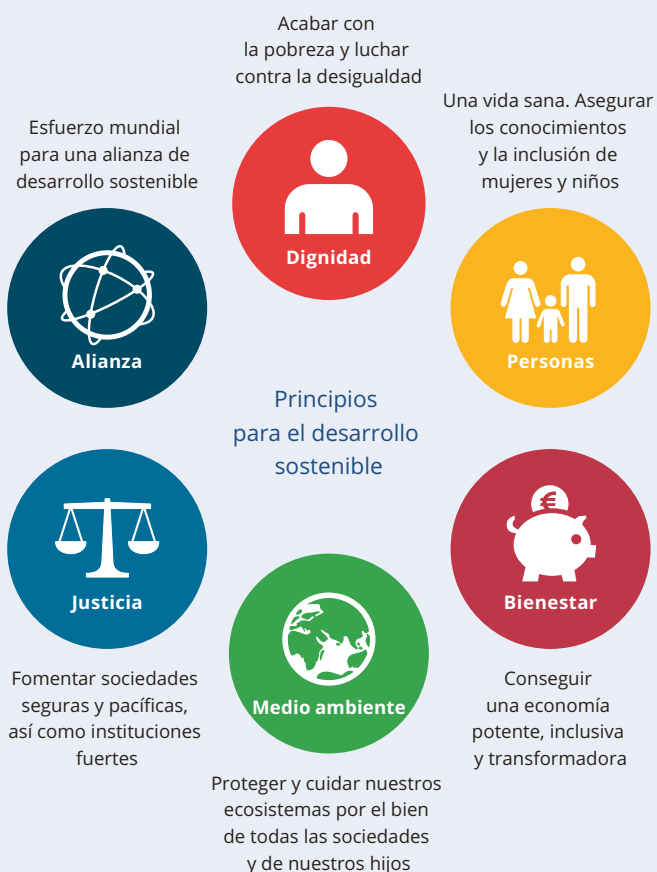 Acabar con
la pobreza y luchar
contra la desigualdad
Dignidad
Una vida sana. Asegurar
los conocimientos
y la inclusión de
mujeres y niños
Personas
Esfuerzo mundial
para una alianza de
desarrollo sostenible
Alianza
Principios
para el desarrollo
sostenible
Justicia
Fomentar sociedades
seguras y pacíficas,
así como instituciones
fuertes
Medio ambiente
Proteger y cuidar nuestros
ecosistemas por el bien
de todas las sociedades
y de nuestros hijos
€
Bienestar
Conseguir
una economía
potente, inclusiva
y transformadora